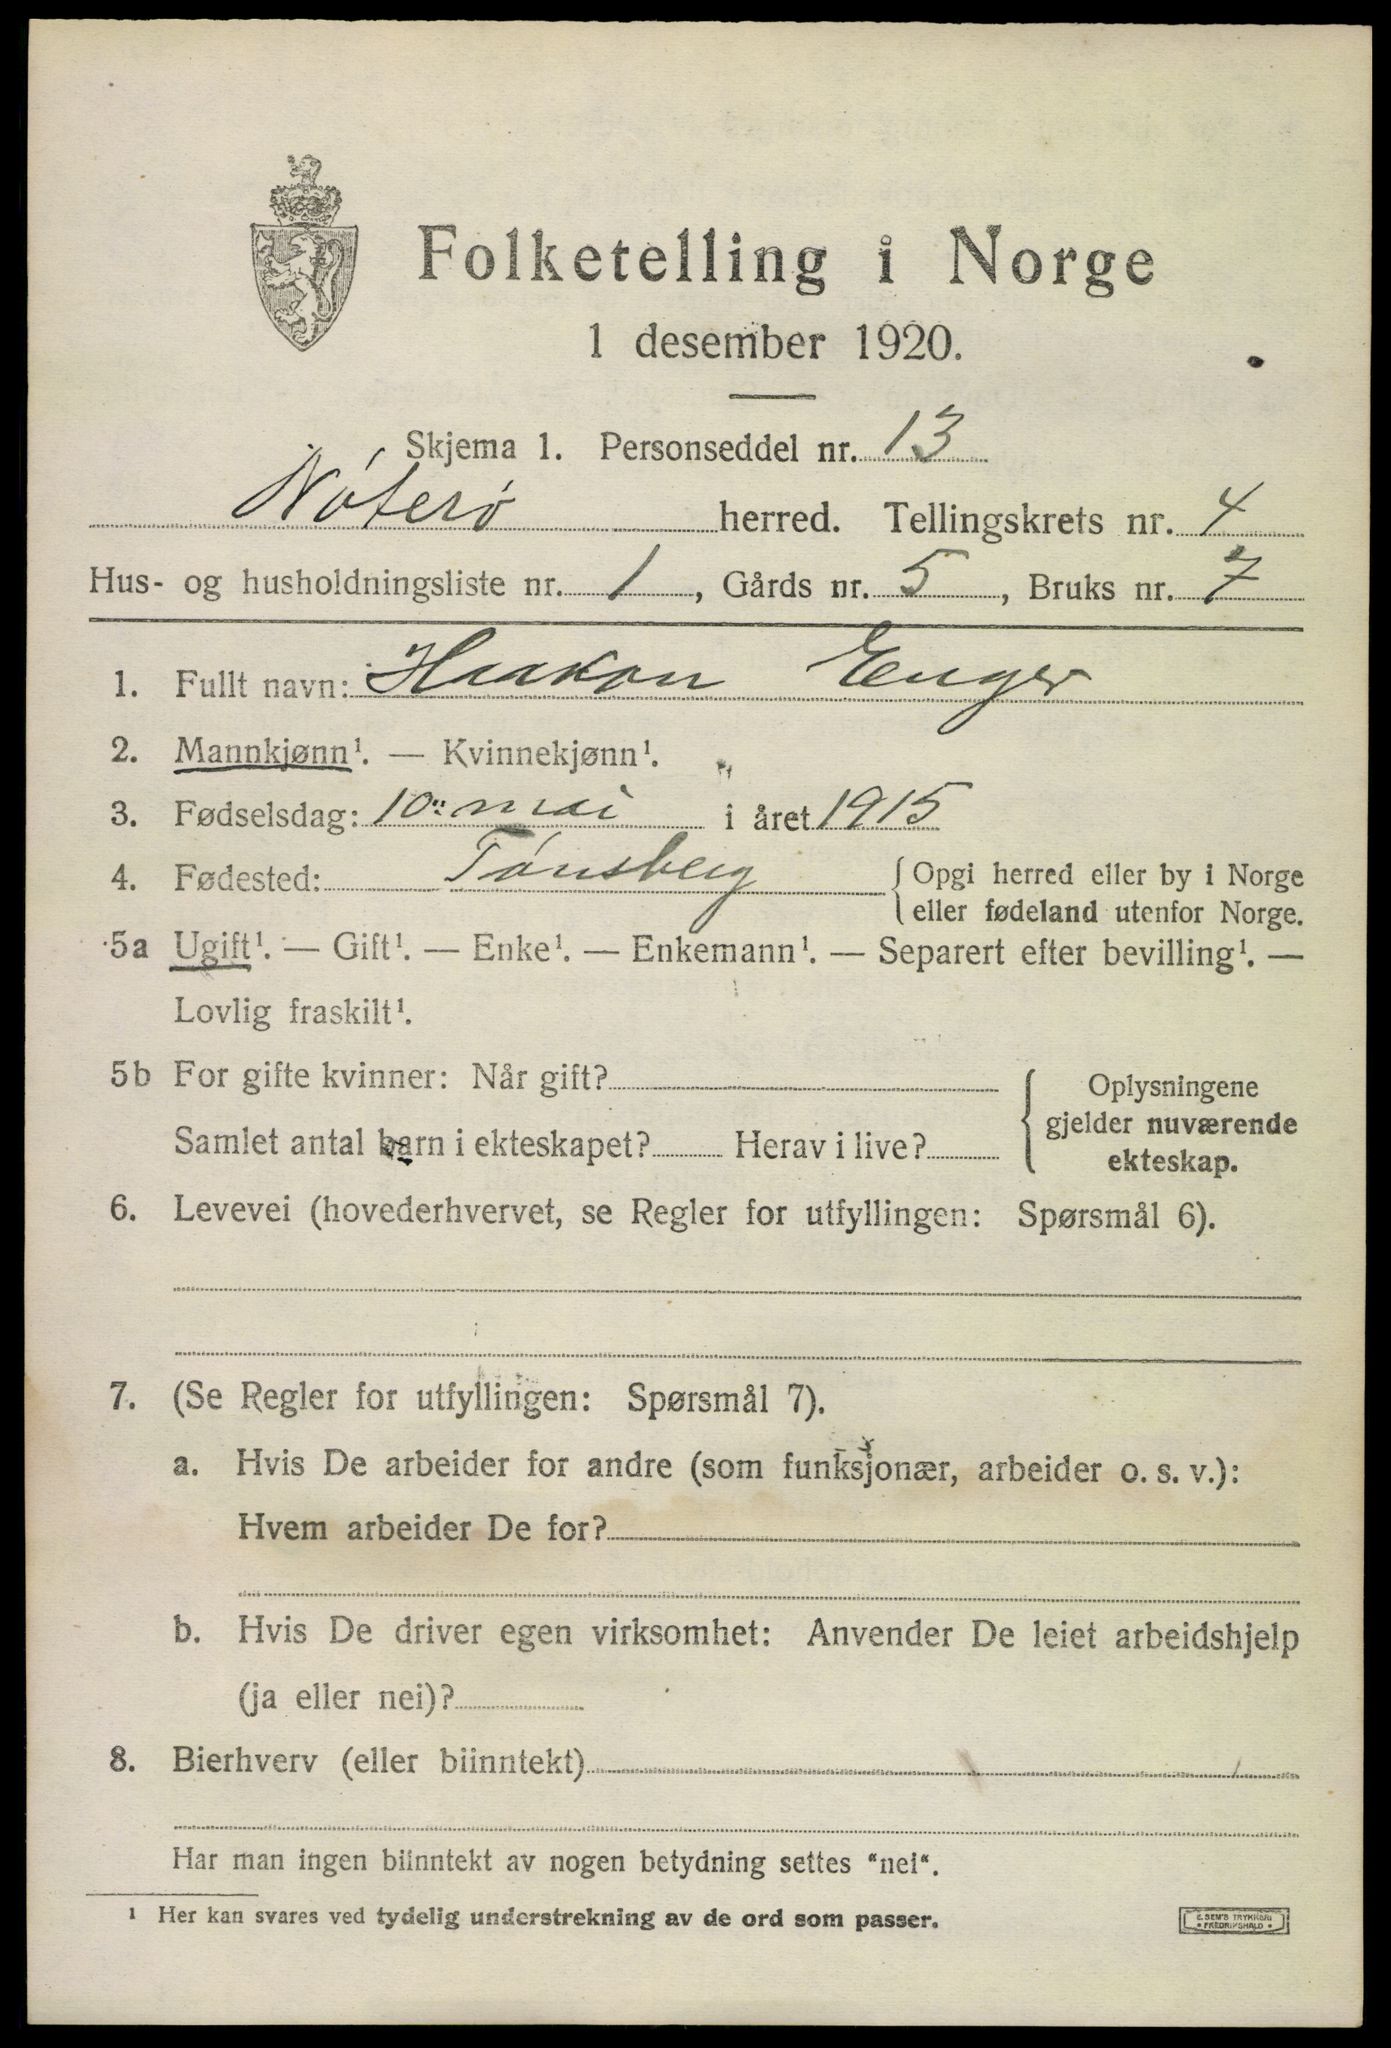 Folketelling i Norge
1 desember 1920.
Skjema 1. Personseddel nr. 13
Nóteró herred. Tellingskrets nr. 4
Hus- og husholdningsliste nr. 1, Gårds nr. 5, Bruks nr. 7
1. Fullt navn: Haakon Enger
2. Mannkjønn¹. — Kvinnekjønn¹.
3. Fødselsdag: 10 mai i året 1915
4. Fødested: Tønsberg { Opgi herred eller by i Norge
eller fødeland utenfor Norge.
5a Ugift¹. — Gift¹. — Enke¹. — Enkemann¹. — Separert efter bevilling¹. —
Lovlig fraskilt¹.
5b For gifte kvinner: Når gift?
Samlet antal barn i ekteskapet? Herav i live?
{ Oplysningene
gjelder nuværende
ekteskap.
6. Levevei (hovederhvervet, se Regler for utfyllingen: Spørsmål 6).
7. (Se Regler for utfyllingen: Spørsmål 7).
a. Hvis De arbeider for andre (som funksjonær, arbeider o. s. v.):
Hvem arbeider De for?
b. Hvis De driver egen virksomhet: Anvender De leiet arbeidshjelp
(ja eller nei)?
8. Bierhverv (eller biinntekt)
Har man ingen biinntekt av nogen betydning settes "nei".
¹ Her kan svares ved tydelig understrekning av de ord som passer.
E. SEM'S TRYKKERI
• FREDRIKSHALD •